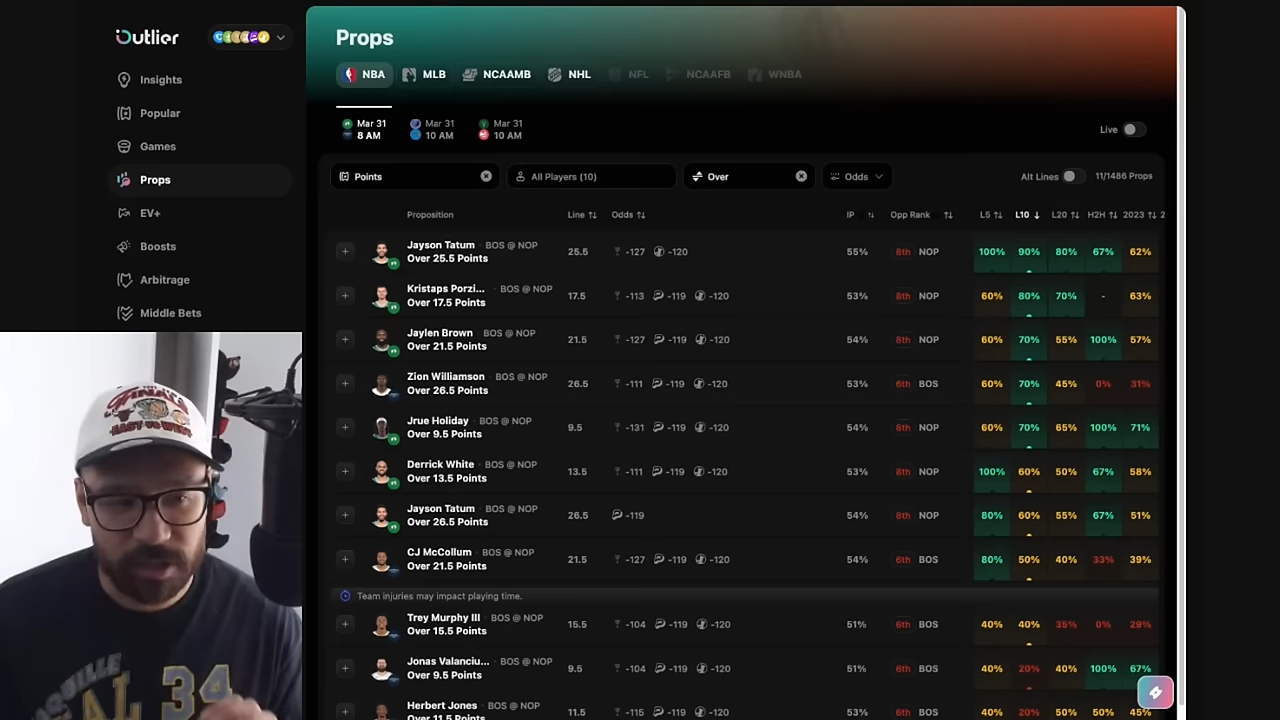 Outlier
Insights
Popular
Games
Props
EV+
Boosts
Arbitrage
Middle Bets
Props
NBA MLB NCAAMB NHL NFL NCAAFB WNBA
Mar 31 Mar 31 Mar 31
8 AM 10 AM 10 AM
Live
Points All Players (10) Over Odds Alt Lines 11/1486 Props
Proposition Line Odds IP Opp Rank L5 L10 L20 H2H 2023 2
Jayson Tatum · BOS @ NOP
Over 25.5 Points 25.5 -127 -120 55% 8th NOP 100% 90% 80% 67% 62%
Kristaps Porzi... · BOS @ NOP
Over 17.5 Points 17.5 -113 -119 -120 53% 8th NOP 60% 80% 70% - 63%
Jaylen Brown · BOS @ NOP
Over 21.5 Points 21.5 -127 -119 -120 54% 8th NOP 60% 70% 55% 100% 57%
Zion Williamson · BOS @ NOP
Over 26.5 Points 26.5 -111 -119 -120 53% 6th BOS 60% 70% 45% 0% 31%
Jrue Holiday · BOS @ NOP
Over 9.5 Points 9.5 -131 -119 -120 54% 8th NOP 60% 70% 65% 100% 71%
Derrick White · BOS @ NOP
Over 13.5 Points 13.5 -111 -119 -120 53% 8th NOP 100% 60% 50% 67% 58%
Jayson Tatum · BOS @ NOP
Over 26.5 Points 26.5 -119 54% 8th NOP 80% 60% 55% 67% 51%
CJ McCollum · BOS @ NOP
Over 21.5 Points 21.5 -127 -119 -120 54% 6th BOS 80% 50% 40% 33% 39%
Team injuries may impact playing time.
Trey Murphy III · BOS @ NOP
Over 15.5 Points 15.5 -104 -119 -120 51% 6th BOS 40% 40% 35% 0% 29%
Jonas Valanciu... · BOS @ NOP
Over 9.5 Points 9.5 -104 -119 -120 51% 6th BOS 40% 20% 40% 100% 67%
Herbert Jones · BOS @ NOP
Over 11.5 Points 11.5 -115 -119 -120 53% 6th BOS 40% 20% 50% 50% 45%
FINALS
EAST VS WEST
AL 34